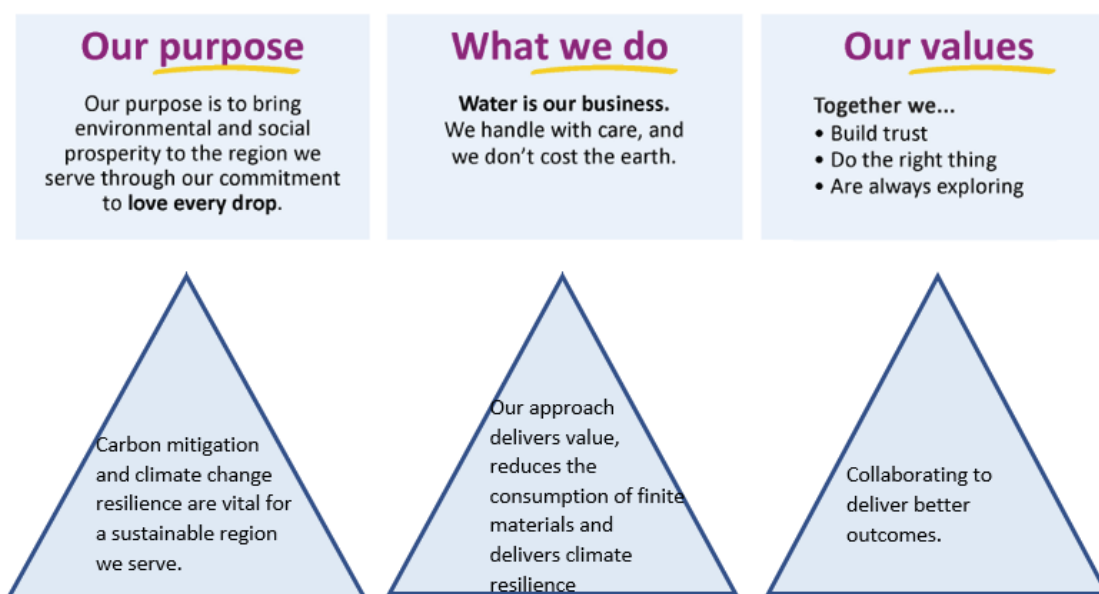 Our purpose
Our purpose is to bring
environmental and social
prosperity to the region we
serve through our commitment
to love every drop.
What we do
Water is our business.
We handle with care, and
we don't cost the earth.
Our values
Together we...
• Build trust
• Do the right thing
• Are always exploring
Carbon mitigation
and climate change
resilience are vital for
a sustainable region
we serve.
Our approach
delivers value,
reduces the
consumption of finite
materials and
delivers climate
resilience
Collaborating to
deliver better
outcomes.